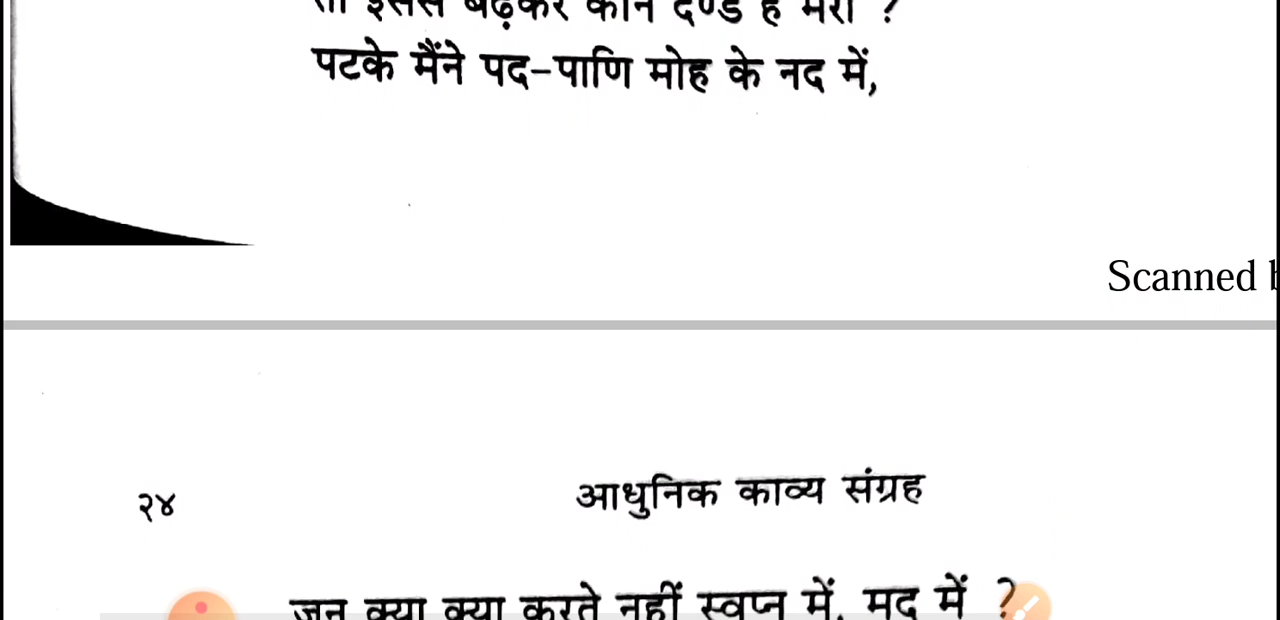 तो इससे बढ़कर कौन दण्ड है मेरा ?
पटके मैंने पद-पाणि मोह के नद में,
Scanned
२४
आधुनिक काव्य संग्रह
जन क्या क्या करते नहीं स्वप्न में, मद में ?